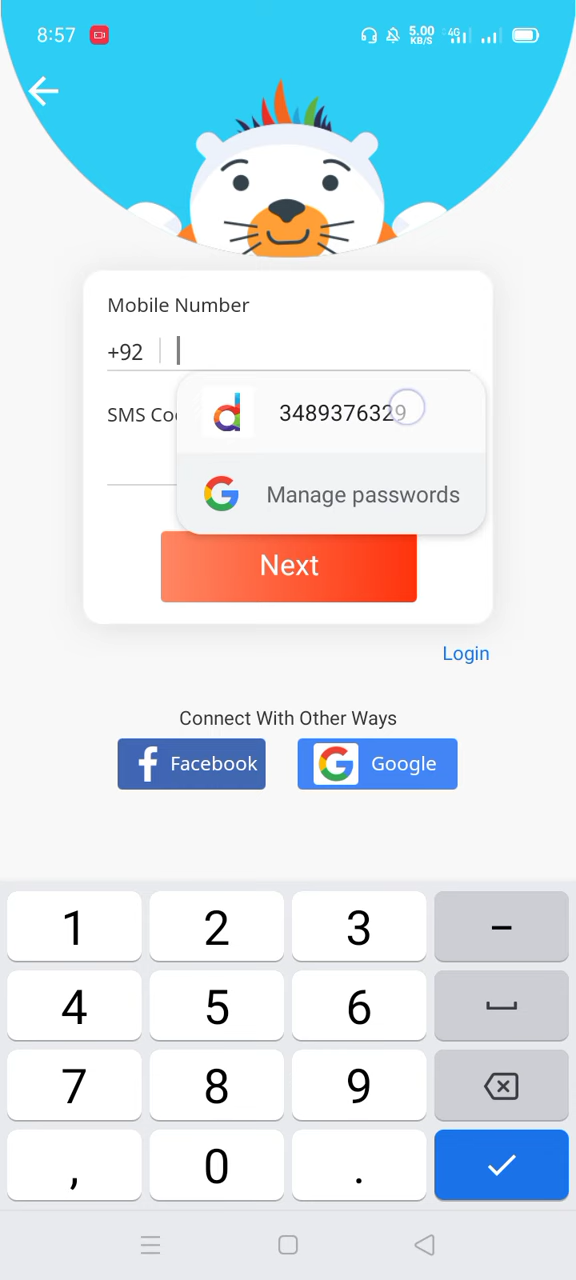 8:57
5.00
KB/S
4G
Mobile Number
+92
3489376329
SMS Co
Manage passwords
Next
Login
Connect With Other Ways
Facebook
Google
1 2 3 -
4 5 6
7 8 9
, 0 .